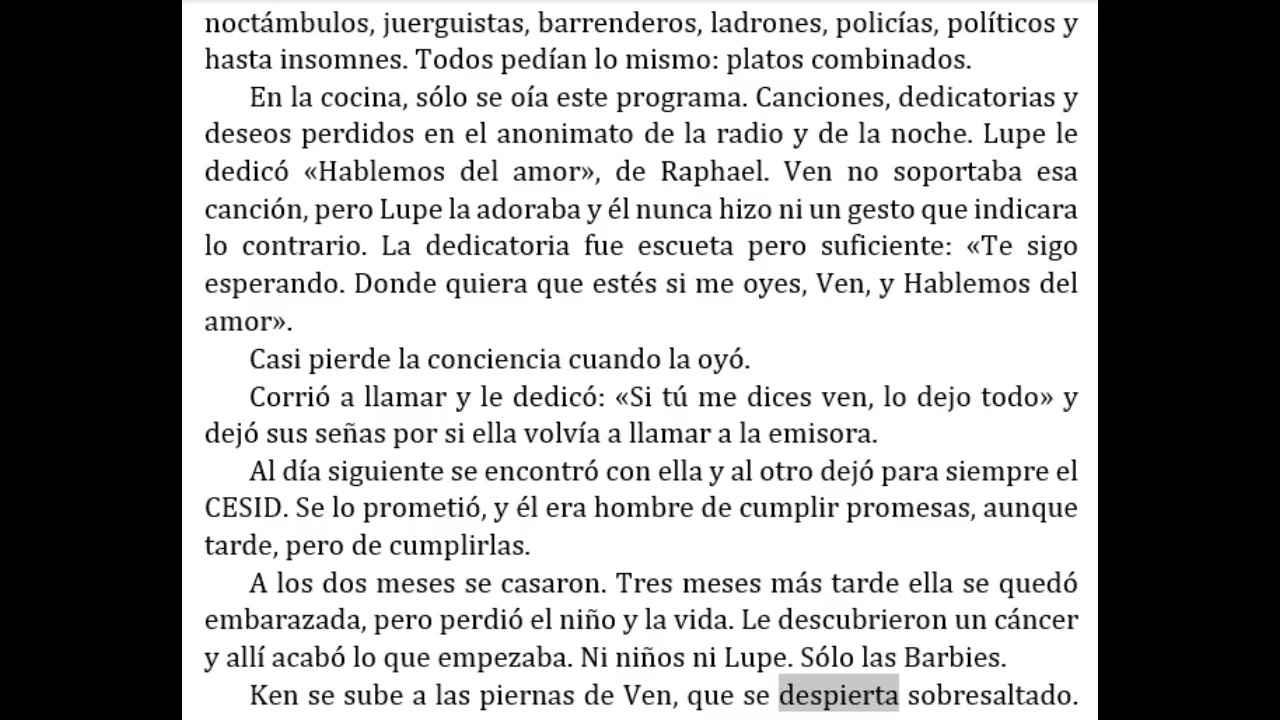 noctámbulos, juerguistas, barrenderos, ladrones, policías, políticos y
hasta insomnes. Todos pedían lo mismo: platos combinados.
En la cocina, sólo se oía este programa. Canciones, dedicatorias y
deseos perdidos en el anonimato de la radio y de la noche. Lupe le
dedicó «Hablemos del amor», de Raphael. Ven no soportaba esa
canción, pero Lupe la adoraba y él nunca hizo ni un gesto que indicara
lo contrario. La dedicatoria fue escueta pero suficiente: «Te sigo
esperando. Donde quiera que estés si me oyes, Ven, y Hablemos del
amor».
Casi pierde la conciencia cuando la oyó.
Corrió a llamar y le dedicó: «Si tú me dices ven, lo dejo todo» y
dejó sus señas por si ella volvía a llamar a la emisora.
Al día siguiente se encontró con ella y al otro dejó para siempre el
CESID. Se lo prometió, y él era hombre de cumplir promesas, aunque
tarde, pero de cumplirlas.
A los dos meses se casaron. Tres meses más tarde ella se quedó
embarazada, pero perdió el niño y la vida. Le descubrieron un cáncer
y allí acabó lo que empezaba. Ni niños ni Lupe. Sólo las Barbies.
Ken se sube a las piernas de Ven, que se despierta sobresaltado.